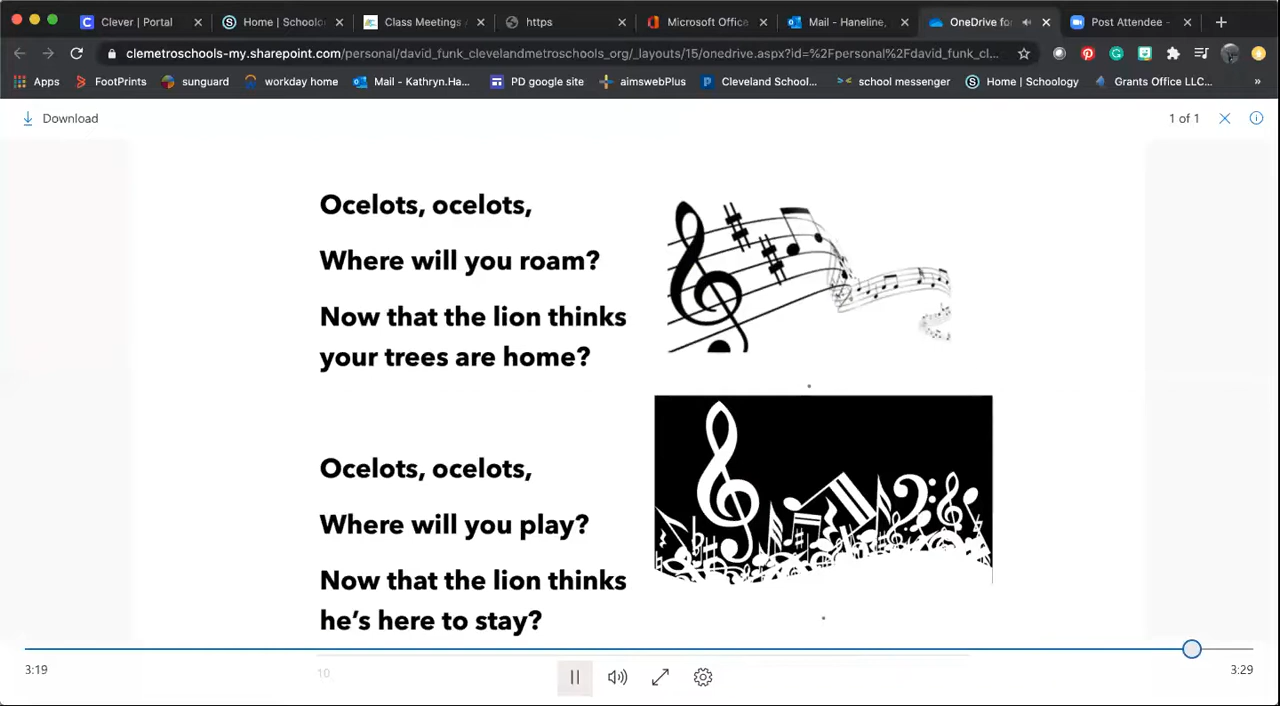 Clever | Portal
Home | Schoolo
Class Meetings
https
Microsoft Office
Mail - Haneline,
OneDrive for
Post Attendee -
clemetroschools-my.sharepoint.com/personal/david_funk_clevelandmetroschools_org/_layouts/15/onedrive.aspx?id=%2Fpersonal%2Fdavid_funk_cl...
Apps
FootPrints
sunguard
workday home
Mail - Kathryn.Ha...
PD google site
aimswebPlus
Cleveland School...
school messenger
Home | Schoology
Grants Office LLC...
»
Download
1 of 1
Ocelots, ocelots,
Where will you roam?
Now that the lion thinks
your trees are home?
Ocelots, ocelots,
Where will you play?
Now that the lion thinks
he's here to stay?
3:19
10
3:29